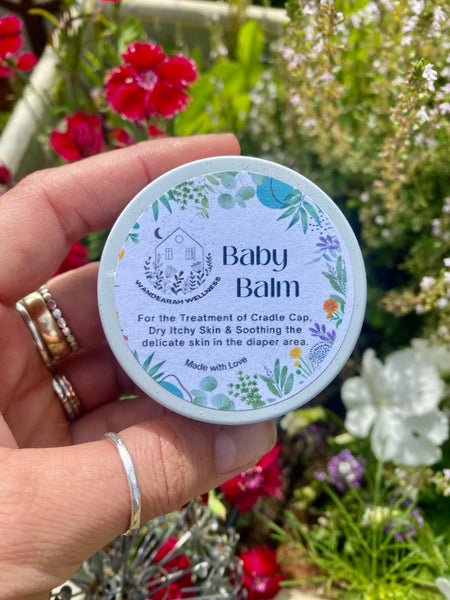 Baby
Balm
WANDEARAH WELLNESS
For the Treatment of Cradle Cap,
Dry Itchy Skin & Soothing the
delicate skin in the diaper area.
Made with Love